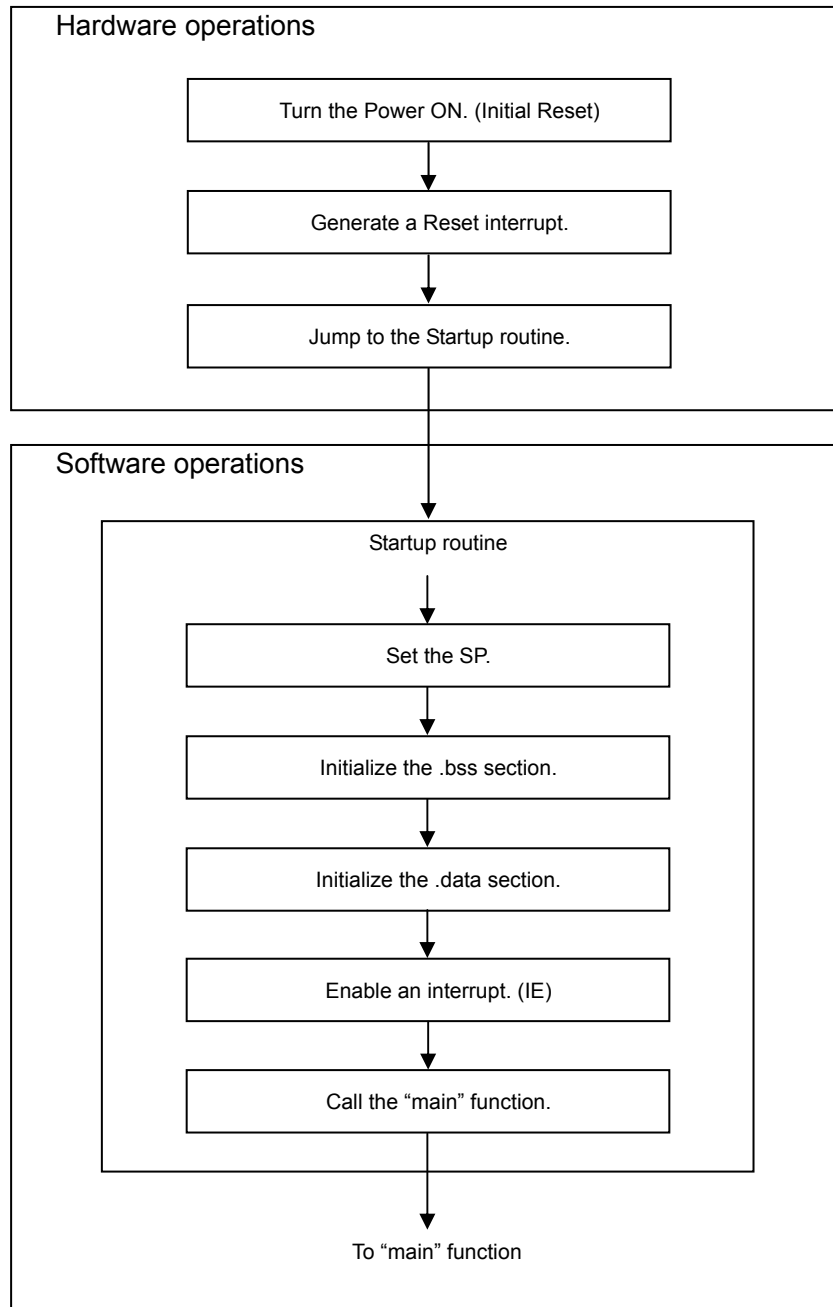 Hardware operations
Turn the Power ON. (Initial Reset)
Generate a Reset interrupt.
Jump to the Startup routine.
Software operations
Startup routine
Set the SP.
Initialize the .bss section.
Initialize the .data section.
Enable an interrupt. (IE)
Call the “main” function.
To “main” function